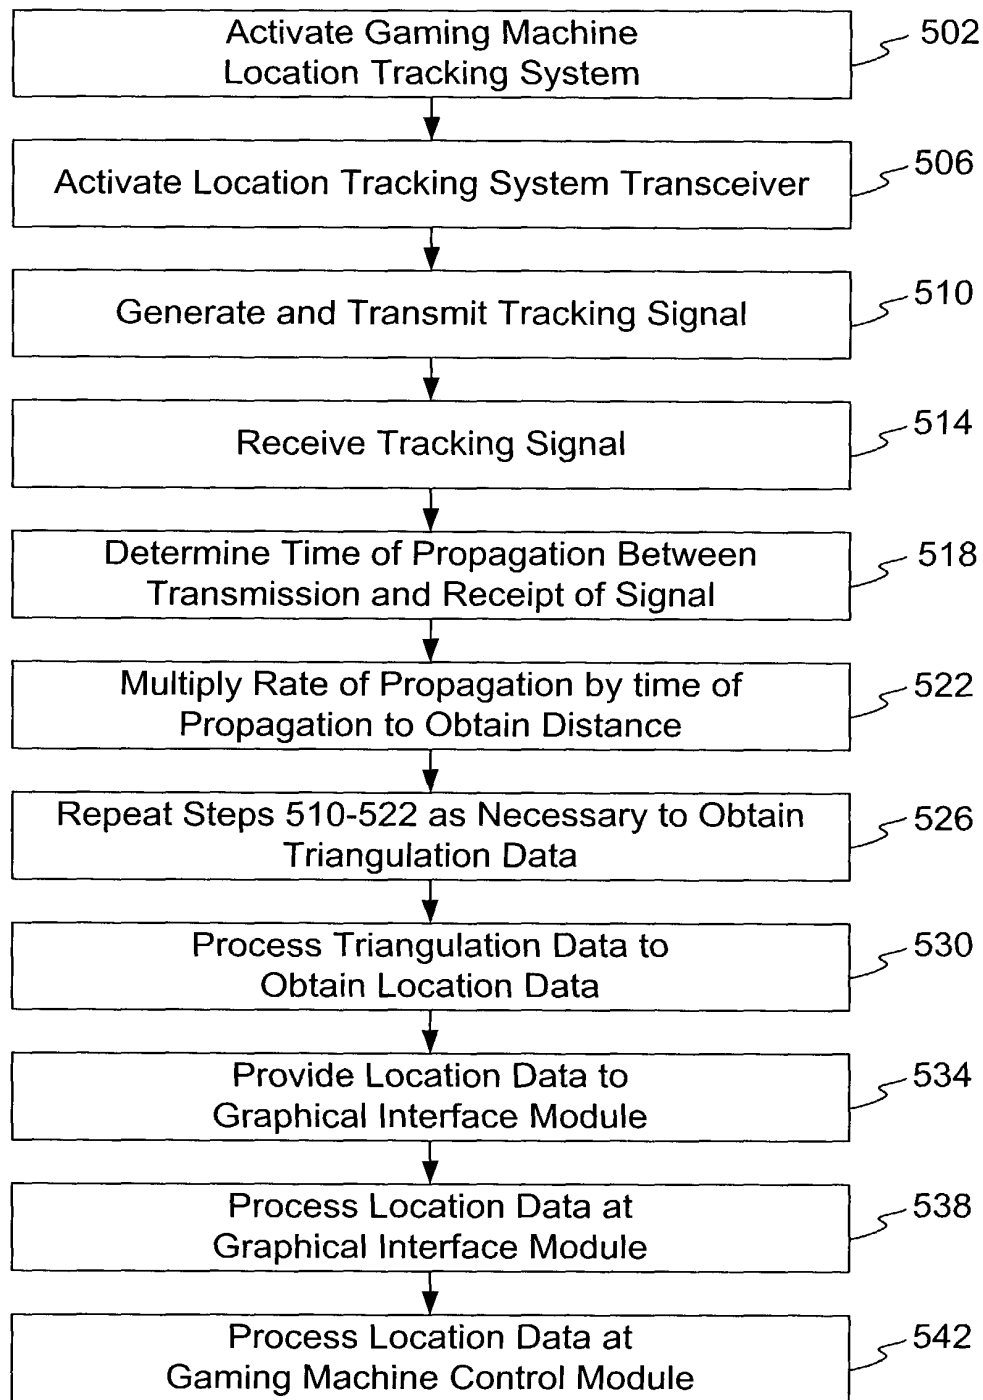 Activate Gaming Machine
Location Tracking System
502
Activate Location Tracking System Transceiver
506
Generate and Transmit Tracking Signal
510
Receive Tracking Signal
514
Determine Time of Propagation Between
Transmission and Receipt of Signal
518
Multiply Rate of Propagation by time of
Propagation to Obtain Distance
522
Repeat Steps 510-522 as Necessary to Obtain
Triangulation Data
526
Process Triangulation Data to
Obtain Location Data
530
Provide Location Data to
Graphical Interface Module
534
Process Location Data at
Graphical Interface Module
538
Process Location Data at
Gaming Machine Control Module
542